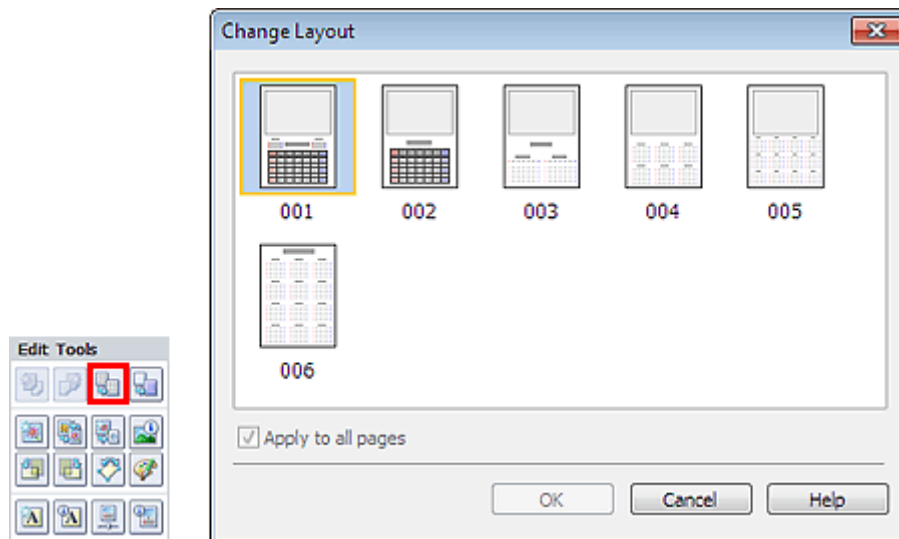 Change Layout
001 002 003 004 005
006
Apply to all pages
OK Cancel Help
Edit Tools